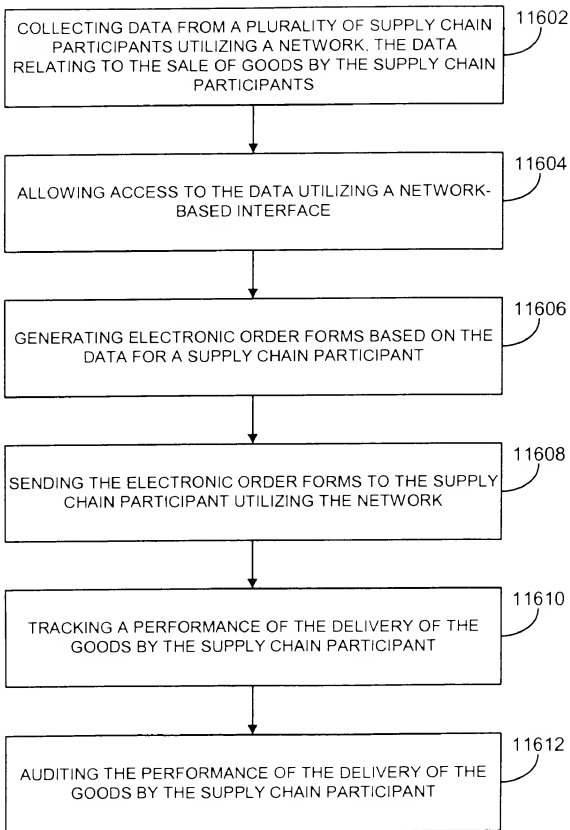 COLLECTING DATA FROM A PLURALITY OF SUPPLY CHAIN
PARTICIPANTS UTILIZING A NETWORK. THE DATA
RELATING TO THE SALE OF GOODS BY THE SUPPLY CHAIN
PARTICIPANTS
11602
ALLOWING ACCESS TO THE DATA UTILIZING A NETWORK-
BASED INTERFACE
11604
GENERATING ELECTRONIC ORDER FORMS BASED ON THE
DATA FOR A SUPPLY CHAIN PARTICIPANT
11606
SENDING THE ELECTRONIC ORDER FORMS TO THE SUPPLY
CHAIN PARTICIPANT UTILIZING THE NETWORK
11608
TRACKING A PERFORMANCE OF THE DELIVERY OF THE
GOODS BY THE SUPPLY CHAIN PARTICIPANT
11610
AUDITING THE PERFORMANCE OF THE DELIVERY OF THE
GOODS BY THE SUPPLY CHAIN PARTICIPANT
11612